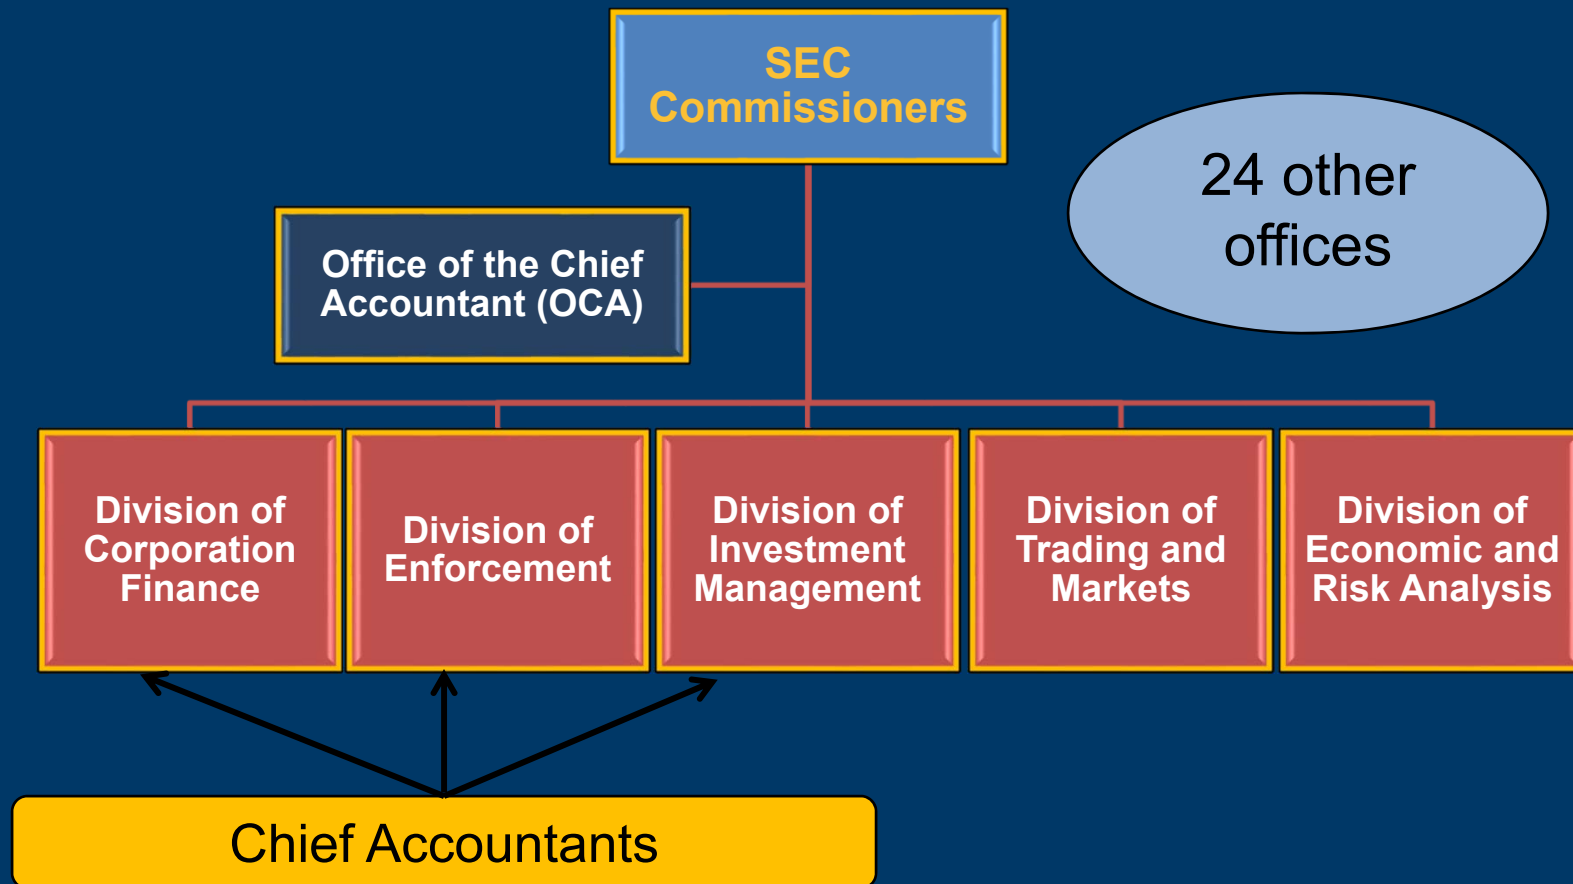 SEC
Commissioners
24 other
offices
Office of the Chief
Accountant (OCA)
Division of
Corporation
Finance
Division of
Enforcement
Division of
Investment
Management
Division of
Trading and
Markets
Division of
Economic and
Risk Analysis
Chief Accountants